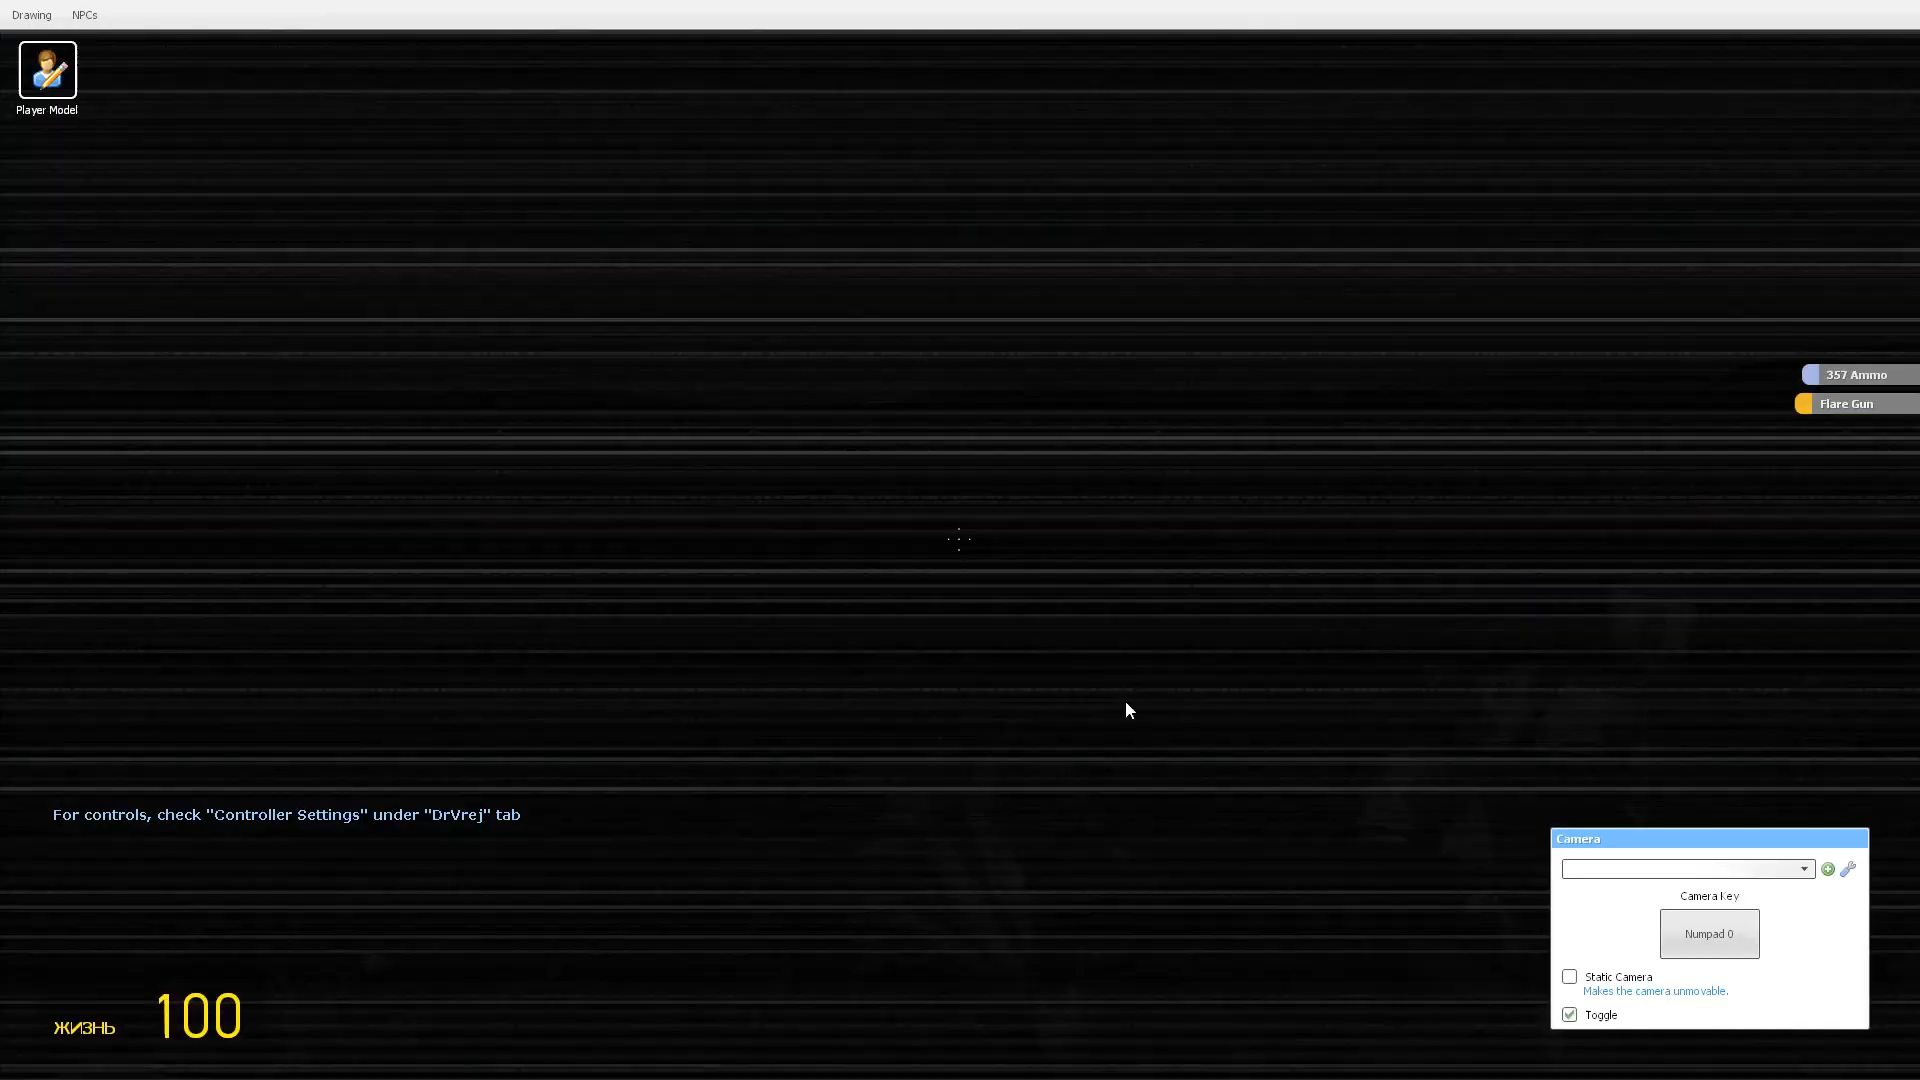 Drawing NPCs
Player Model
357 Ammo
Flare Gun
For controls, check "Controller Settings" under "DrVrej" tab
Camera
Camera Key
Numpad 0
Static Camera
Makes the camera unmovable.
Toggle
ЖИЗНЬ 100